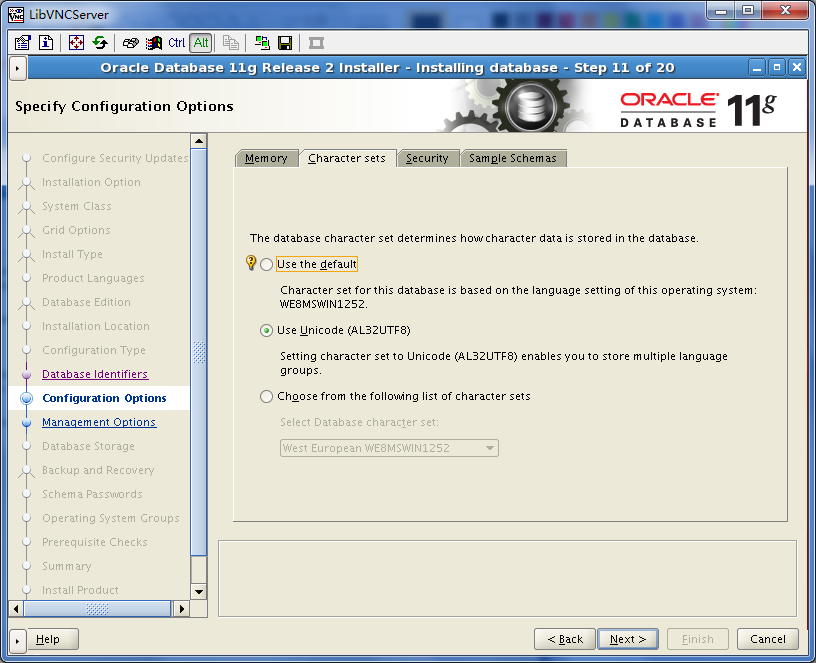 LibVNCServer
Ctrl Alt
Oracle Database 11g Release 2 Installer - Installing database - Step 11 of 20
Specify Configuration Options
ORACLE
DATABASE
11g
Configure Security Updates
Installation Option
System Class
Grid Options
Install Type
Product Languages
Database Edition
Installation Location
Configuration Type
Database Identifiers
Configuration Options
Management Options
Database Storage
Backup and Recovery
Schema Passwords
Operating System Groups
Prerequisite Checks
Summary
Install Product
Memory
Character sets
Security
Sample Schemas
The database character set determines how character data is stored in the database.
Use the default
Character set for this database is based on the language setting of this operating system:
WE8MSWIN1252.
Use Unicode (AL32UTF8)
Setting character set to Unicode (AL32UTF8) enables you to store multiple language
groups.
Choose from the following list of character sets
Select Database character set:
West European WE8MSWIN1252
Help
< Back
Next >
Finish
Cancel